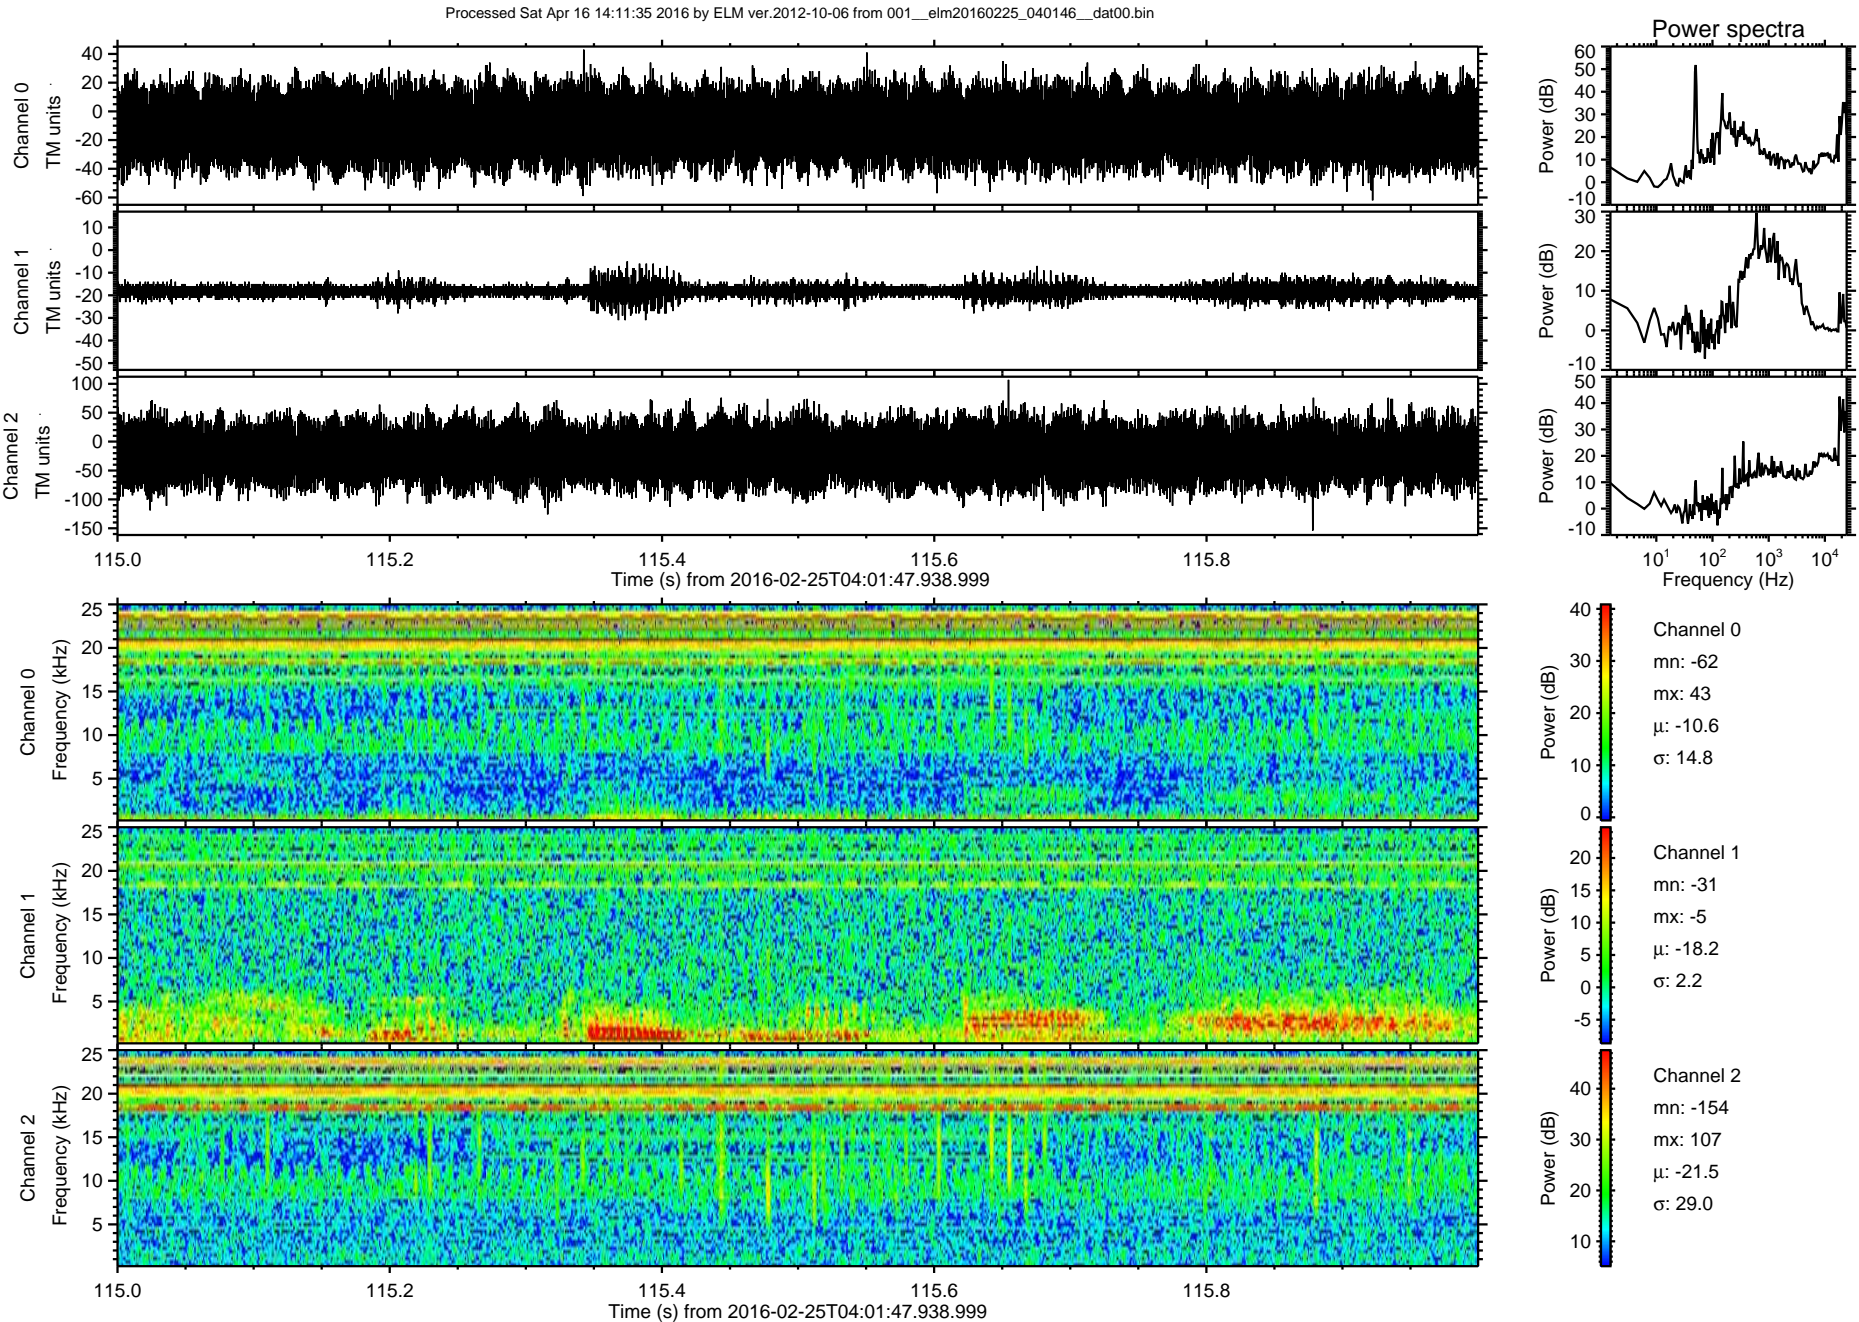 Processed Sat Apr 16 14:11:35 2016 by ELM ver.2012-10-06 from 001__elm20160225_040146__dat00.bin
Power spectra
Channel 0
TM units
40
20
0
-20
-40
-60
Power (dB)
60
50
40
30
20
10
0
-10
Channel 1
TM units
10
0
-10
-20
-30
-40
-50
Power (dB)
30
20
10
0
-10
Channel 2
TM units
100
50
0
-50
-100
-150
Power (dB)
50
40
30
20
10
0
-10
115.0 115.2 115.4 115.6 115.8
Time (s) from 2016-02-25T04:01:47.938.999
10¹ 10² 10³ 10⁴
Frequency (Hz)
Channel 0
Frequency (kHz)
25
20
15
10
5
Power (dB)
40
30
20
10
0
Channel 0
mn: -62
mx: 43
μ: -10.6
σ: 14.8
Channel 1
Frequency (kHz)
25
20
15
10
5
Power (dB)
20
15
10
5
0
-5
Channel 1
mn: -31
mx: -5
μ: -18.2
σ: 2.2
Channel 2
Frequency (kHz)
25
20
15
10
5
Power (dB)
40
30
20
10
Channel 2
mn: -154
mx: 107
μ: -21.5
σ: 29.0
115.0 115.2 115.4 115.6 115.8
Time (s) from 2016-02-25T04:01:47.938.999